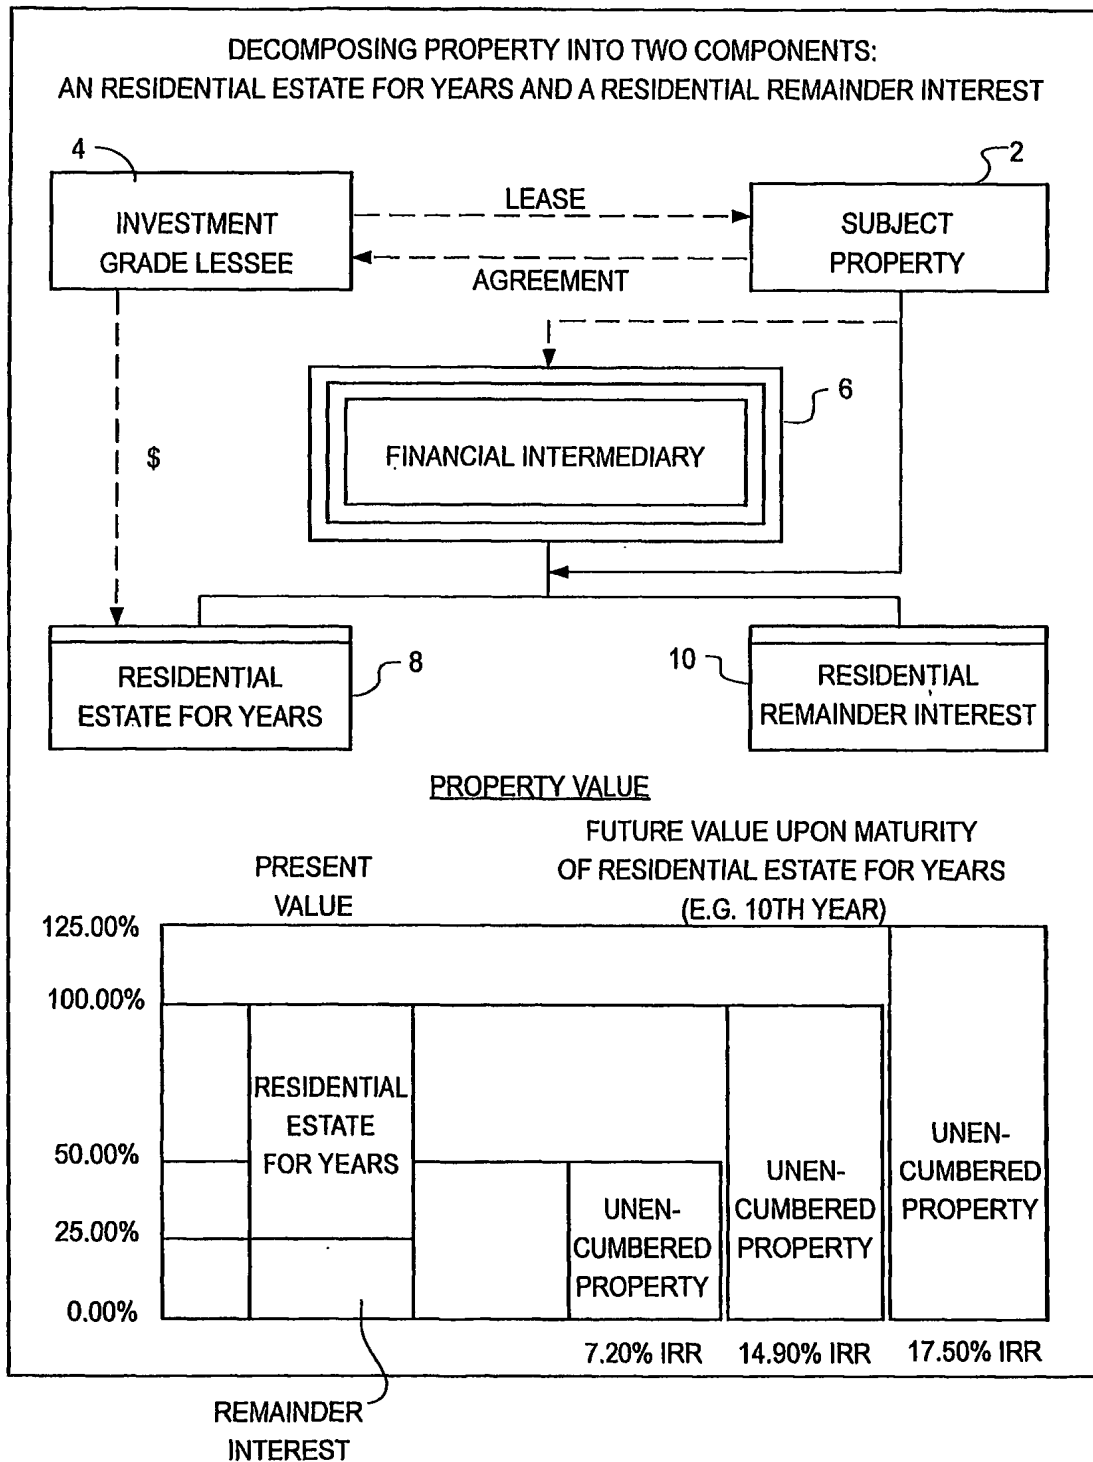 DECOMPOSING PROPERTY INTO TWO COMPONENTS:
AN RESIDENTIAL ESTATE FOR YEARS AND A RESIDENTIAL REMAINDER INTEREST
4
2
INVESTMENT
GRADE LESSEE
LEASE
AGREEMENT
SUBJECT
PROPERTY
6
FINANCIAL INTERMEDIARY
$
RESIDENTIAL
ESTATE FOR YEARS
8
10
RESIDENTIAL
REMAINDER INTEREST
PROPERTY VALUE
PRESENT
VALUE
FUTURE VALUE UPON MATURITY
OF RESIDENTIAL ESTATE FOR YEARS
(E.G. 10TH YEAR)
125.00%
100.00%
50.00%
25.00%
0.00%
RESIDENTIAL
ESTATE
FOR YEARS
UNEN-
CUMBERED
PROPERTY
UNEN-
CUMBERED
PROPERTY
UNEN-
CUMBERED
PROPERTY
7.20% IRR
14.90% IRR
17.50% IRR
REMAINDER
INTEREST